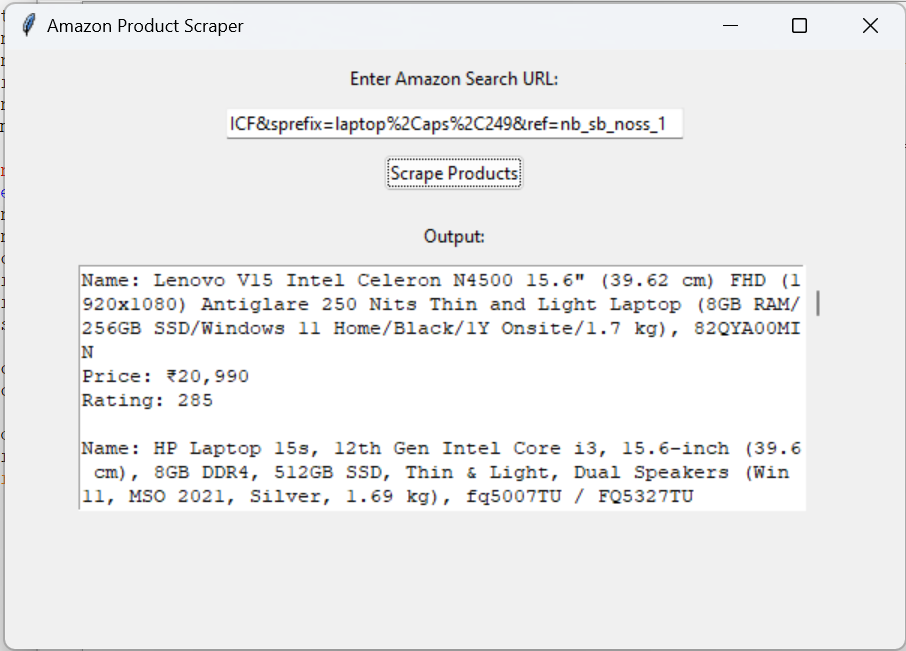 Amazon Product Scraper
Enter Amazon Search URL:
ICF&sprefix=laptop%2Caps%2C249&ref=nb_sb_noss_1
Scrape Products
Output:
Name: Lenovo V15 Intel Celeron N4500 15.6" (39.62 cm) FHD (1
920x1080) Antiglare 250 Nits Thin and Light Laptop (8GB RAM/
256GB SSD/Windows 11 Home/Black/1Y Onsite/1.7 kg), 82QYA00MI
N
Price: ₹20,990
Rating: 285
Name: HP Laptop 15s, 12th Gen Intel Core i3, 15.6-inch (39.6
cm), 8GB DDR4, 512GB SSD, Thin & Light, Dual Speakers (Win
11, MSO 2021, Silver, 1.69 kg), fq5007TU / FQ5327TU